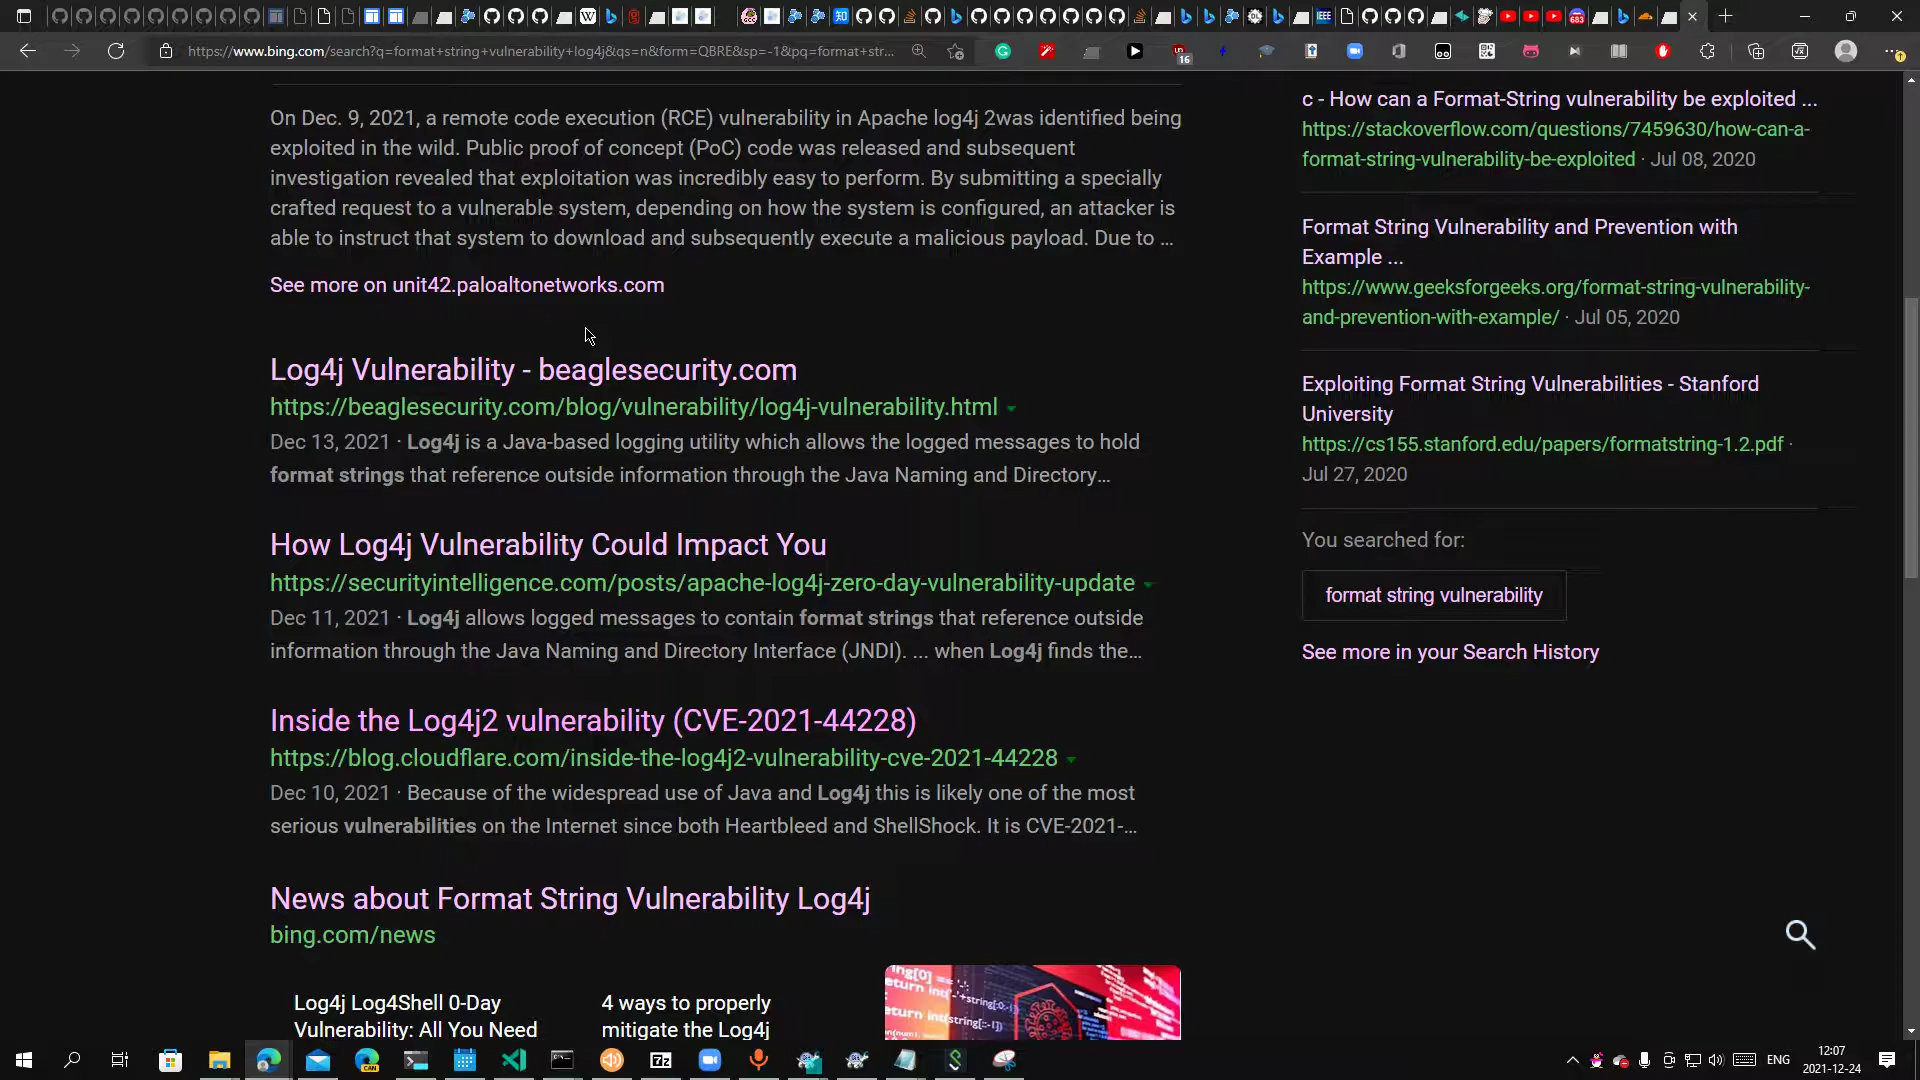 https://www.bing.com/search?q=format+string+vulnerability+log4j&qs=n&form=QBRE&sp=-1&pq=format+str...
16
On Dec. 9, 2021, a remote code execution (RCE) vulnerability in Apache log4j 2was identified being
exploited in the wild. Public proof of concept (PoC) code was released and subsequent
investigation revealed that exploitation was incredibly easy to perform. By submitting a specially
crafted request to a vulnerable system, depending on how the system is configured, an attacker is
able to instruct that system to download and subsequently execute a malicious payload. Due to ...
See more on unit42.paloaltonetworks.com
Log4j Vulnerability - beaglesecurity.com
https://beaglesecurity.com/blog/vulnerability/log4j-vulnerability.html
Dec 13, 2021 · Log4j is a Java-based logging utility which allows the logged messages to hold
format strings that reference outside information through the Java Naming and Directory...
How Log4j Vulnerability Could Impact You
https://securityintelligence.com/posts/apache-log4j-zero-day-vulnerability-update
Dec 11, 2021 · Log4j allows logged messages to contain format strings that reference outside
information through the Java Naming and Directory Interface (JNDI). ... when Log4j finds the...
Inside the Log4j2 vulnerability (CVE-2021-44228)
https://blog.cloudflare.com/inside-the-log4j2-vulnerability-cve-2021-44228
Dec 10, 2021 · Because of the widespread use of Java and Log4j this is likely one of the most
serious vulnerabilities on the Internet since both Heartbleed and ShellShock. It is CVE-2021-...
News about Format String Vulnerability Log4j
bing.com/news
Log4j Log4Shell 0-Day
Vulnerability: All You Need
4 ways to properly
mitigate the Log4j
c - How can a Format-String vulnerability be exploited ...
https://stackoverflow.com/questions/7459630/how-can-a-
format-string-vulnerability-be-exploited · Jul 08, 2020
Format String Vulnerability and Prevention with
Example ...
https://www.geeksforgeeks.org/format-string-vulnerability-
and-prevention-with-example/ · Jul 05, 2020
Exploiting Format String Vulnerabilities - Stanford
University
https://cs155.stanford.edu/papers/formatstring-1.2.pdf ·
Jul 27, 2020
You searched for:
format string vulnerability
See more in your Search History
ENG
12:07
2021-12-24